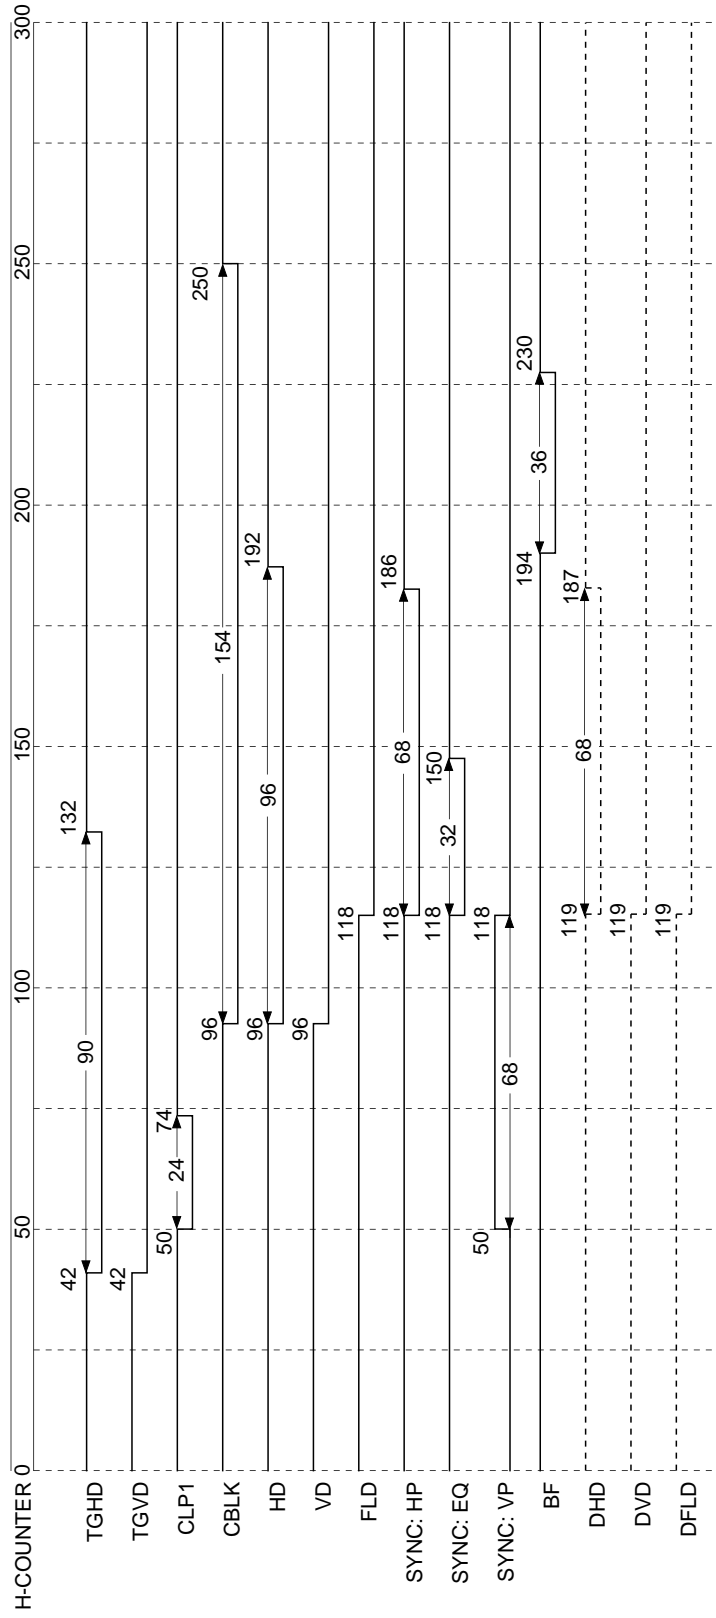 H-COUNTER 0 50 100 150 200 250 300
TGHD 42 90 132
TGVD 42
CLP1 50 24 74
CBLK 96 154 250
HD 96 96 192
VD 96
FLD 118
SYNC: HP 118 68 186
SYNC: EQ 118 32 150
SYNC: VP 50 68 118
BF 194 36 230
DHD 119 68 187
DVD 119
DFLD 119